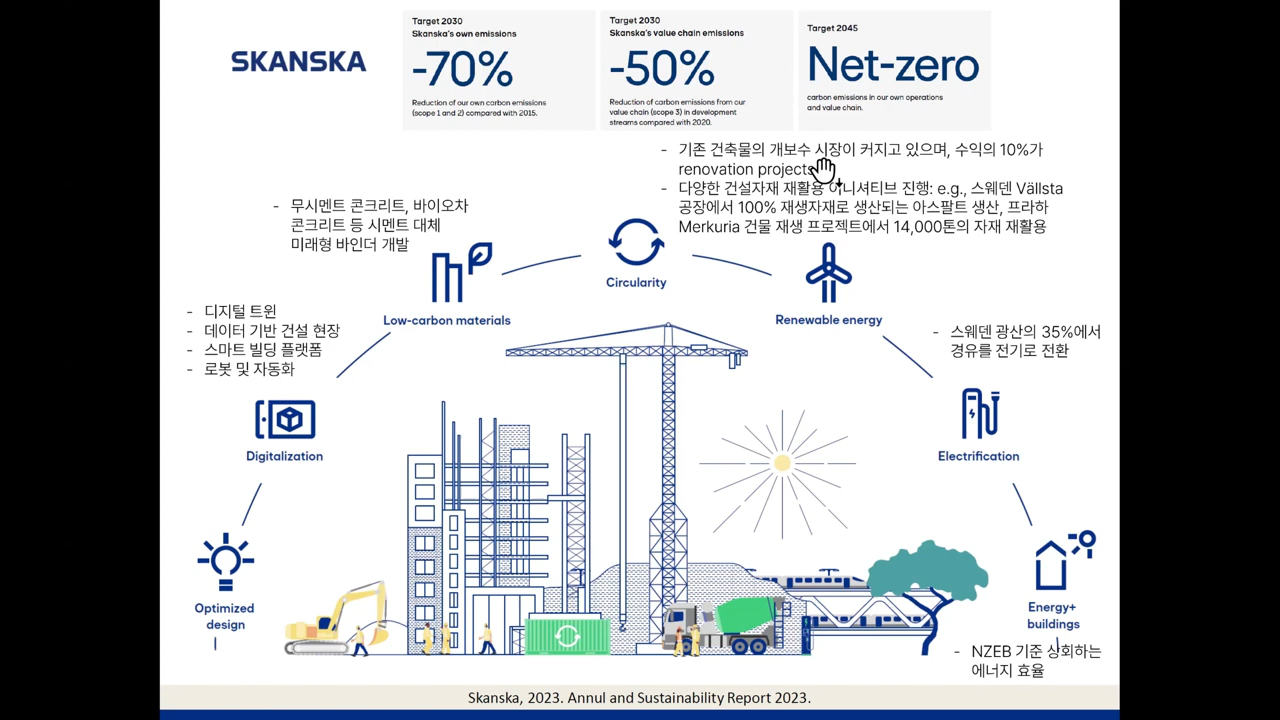 SKANSKA
Target 2030
Skanska's own emissions
-70%
Reduction of our own carbon emissions
(scope 1 and 2) compared with 2015.
Target 2030
Skanska's value chain emissions
-50%
Reduction of carbon emissions from our
value chain (scope 3) in development
streams compared with 2020.
Target 2045
Net-zero
carbon emissions in our own operations
and value chain.
- 기존 건축물의 개보수 시장이 커지고 있으며, 수익의 10%가
renovation projects
- 다양한 건설자재 재활용 이니셔티브 진행: e.g., 스웨덴 Vällsta
공장에서 100% 재생자재로 생산되는 아스팔트 생산, 프라하
Merkuria 건물 재생 프로젝트에서 14,000톤의 자재 재활용
- 무시멘트 콘크리트, 바이오차
콘크리트 등 시멘트 대체
미래형 바인더 개발
Circularity
Low-carbon materials
Renewable energy
- 디지털 트윈
- 데이터 기반 건설 현장
- 스마트 빌딩 플랫폼
- 로봇 및 자동화
- 스웨덴 광산의 35%에서
경유를 전기로 전환
Digitalization
Electrification
Optimized
design
Energy+
buildings
- NZEB 기준 상회하는
에너지 효율
Skanska, 2023. Annul and Sustainability Report 2023.